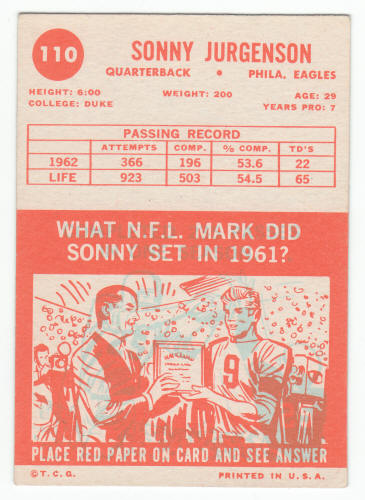 110
SONNY JURGENSON
QUARTERBACK • PHILA. EAGLES
HEIGHT: 6:00 WEIGHT: 200 AGE: 29
COLLEGE: DUKE YEARS PRO: 7
PASSING RECORD
ATTEMPTS COMP. % COMP. TD'S
1962 366 196 53.6 22
LIFE 923 503 54.5 65
WHAT N.F.L. MARK DID
SONNY SET IN 1961?
9
PLACE RED PAPER ON CARD AND SEE ANSWER
©T.C.G. PRINTED IN U.S.A.